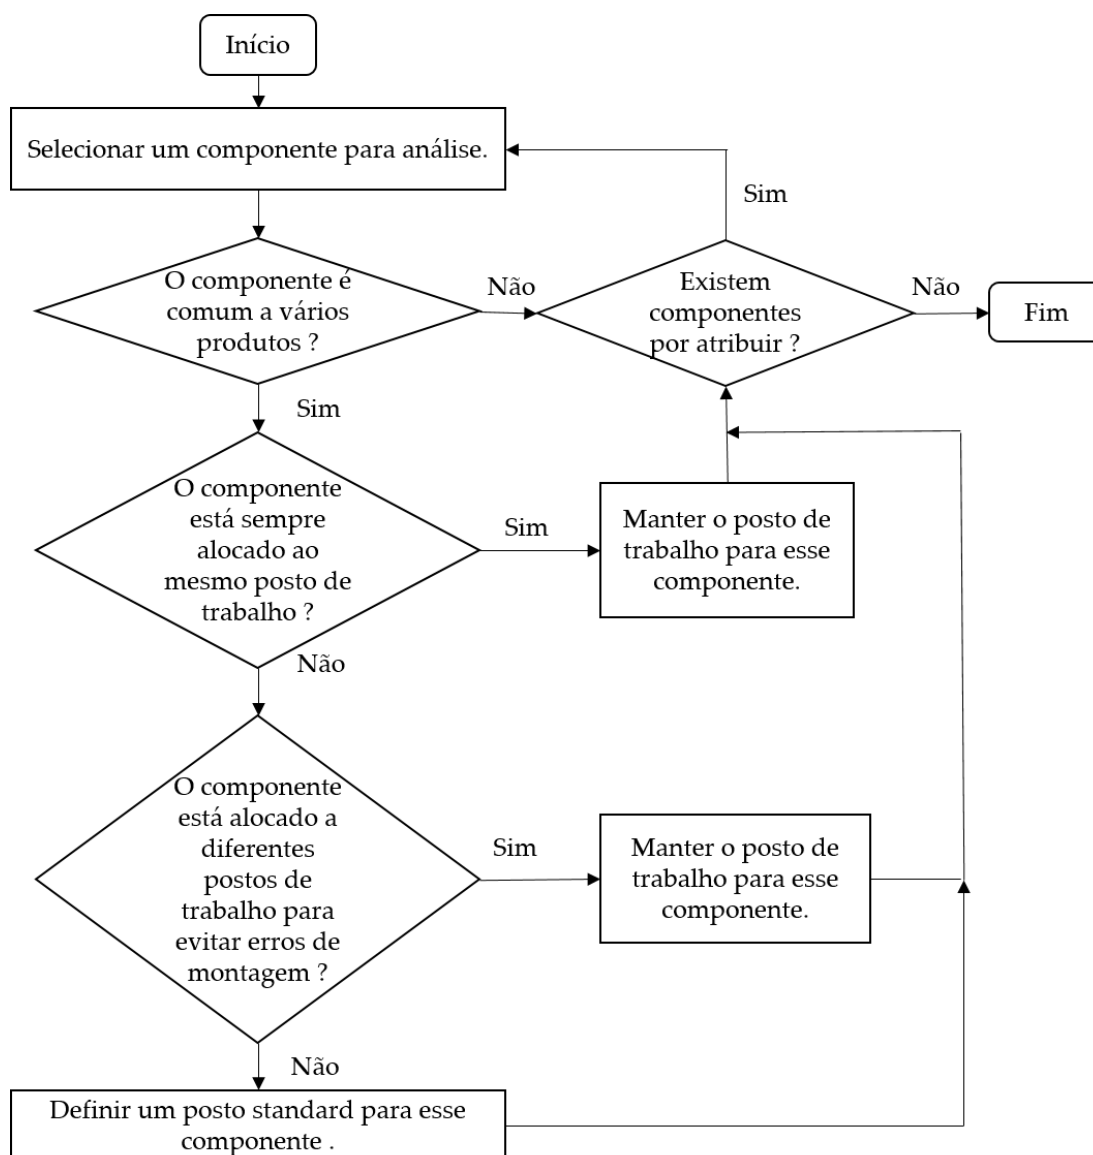 Início
Selecionar um componente para análise.
Sim
O componente é
comum a vários
produtos ?
Não
Existem
componentes
por atribuir ?
Não
Fim
Sim
O componente
está sempre
alocado ao
mesmo posto de
trabalho ?
Sim
Manter o posto de
trabalho para esse
componente.
Não
O componente
está alocado a
diferentes
postos de
trabalho para
evitar erros de
montagem ?
Sim
Manter o posto de
trabalho para esse
componente.
Não
Definir um posto standard para esse
componente .